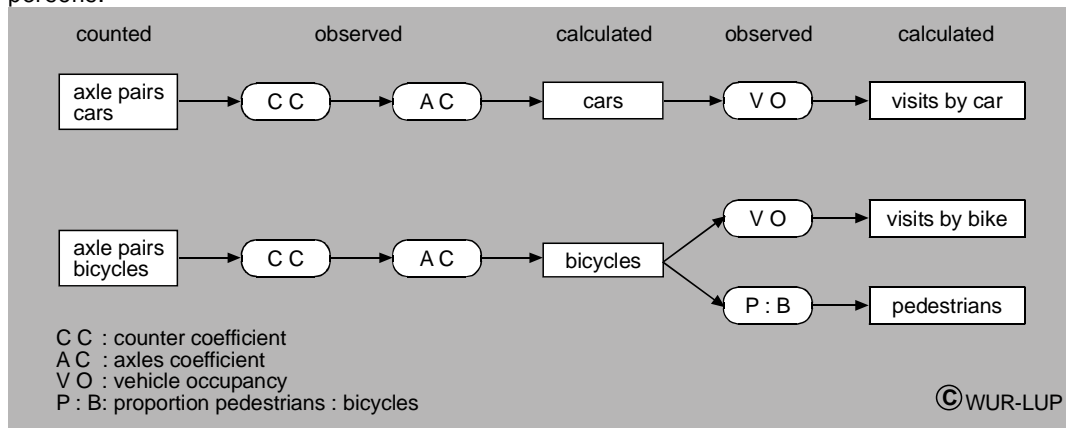 persons.
counted observed calculated observed calculated
axle pairs
cars
C C
A C
cars
V O
visits by car
axle pairs
bicycles
C C
A C
bicycles
V O
visits by bike
P : B
pedestrians
C C : counter coefficient
A C : axles coefficient
V O : vehicle occupancy
P : B: proportion pedestrians : bicycles
©WUR-LUP